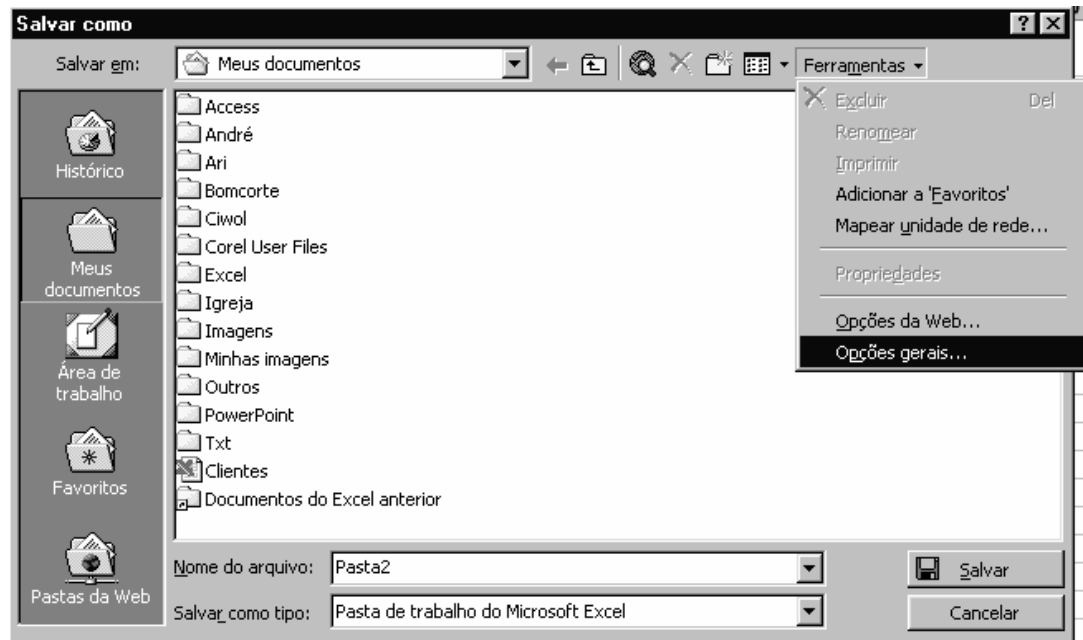 Salvar como
Salvar em:
Meus documentos
Ferramentas
Excluir Del
Renomear
Imprimir
Adicionar a 'Favoritos'
Mapear unidade de rede...
Propriedades
Opções da Web...
Opções gerais...
Histórico
Meus
documentos
Área de
trabalho
Favoritos
Pastas da Web
Access
André
Ari
Bomcorte
Ciwol
Corel User Files
Excel
Igreja
Imagens
Minhas imagens
Outros
PowerPoint
Txt
Clientes
Documentos do Excel anterior
Nome do arquivo: Pasta2
Salvar como tipo: Pasta de trabalho do Microsoft Excel
Salvar
Cancelar